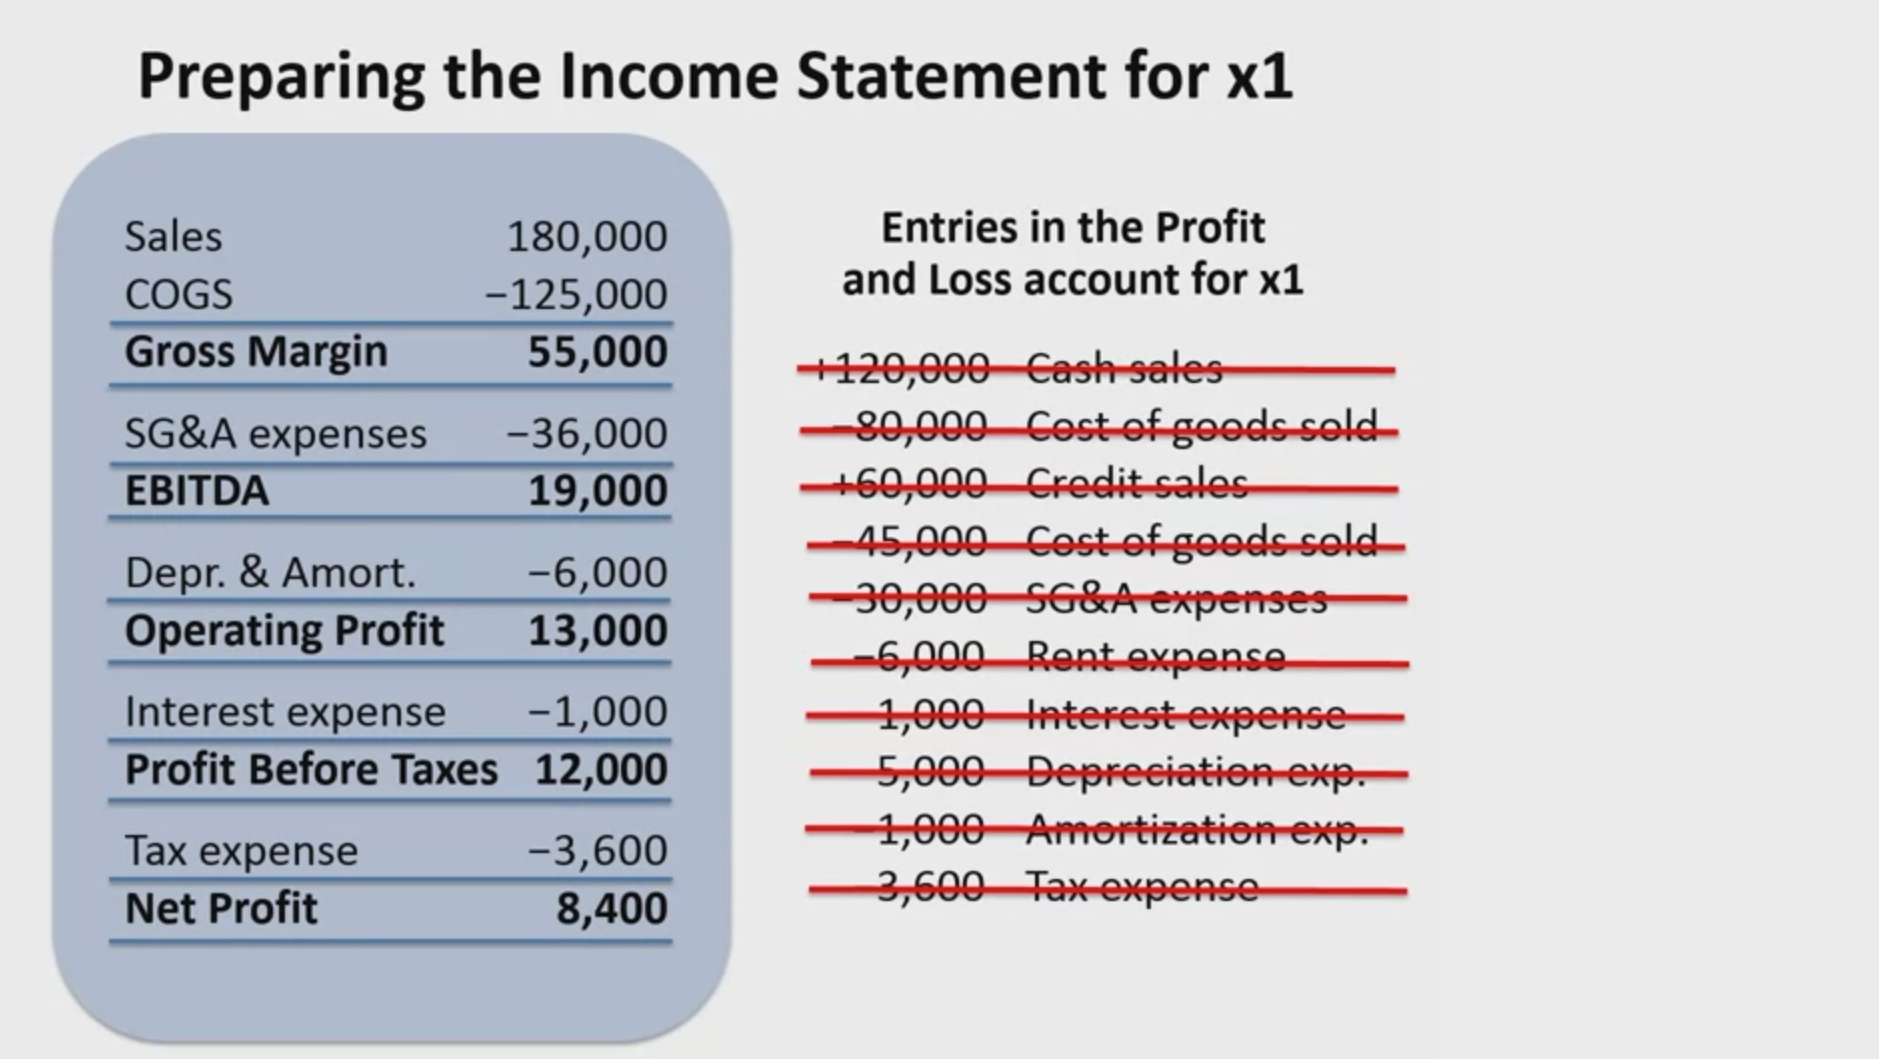 Preparing the Income Statement for x1
Sales 180,000
COGS −125,000
Gross Margin 55,000
SG&A expenses −36,000
EBITDA 19,000
Depr. & Amort. −6,000
Operating Profit 13,000
Interest expense −1,000
Profit Before Taxes 12,000
Tax expense −3,600
Net Profit 8,400
Entries in the Profit
and Loss account for x1
+120,000 Cash sales
−80,000 Cost of goods sold
+60,000 Credit sales
−45,000 Cost of goods sold
−30,000 SG&A expenses
−6,000 Rent expense
−1,000 Interest expense
−5,000 Depreciation exp.
−1,000 Amortization exp.
−3,600 Tax expense